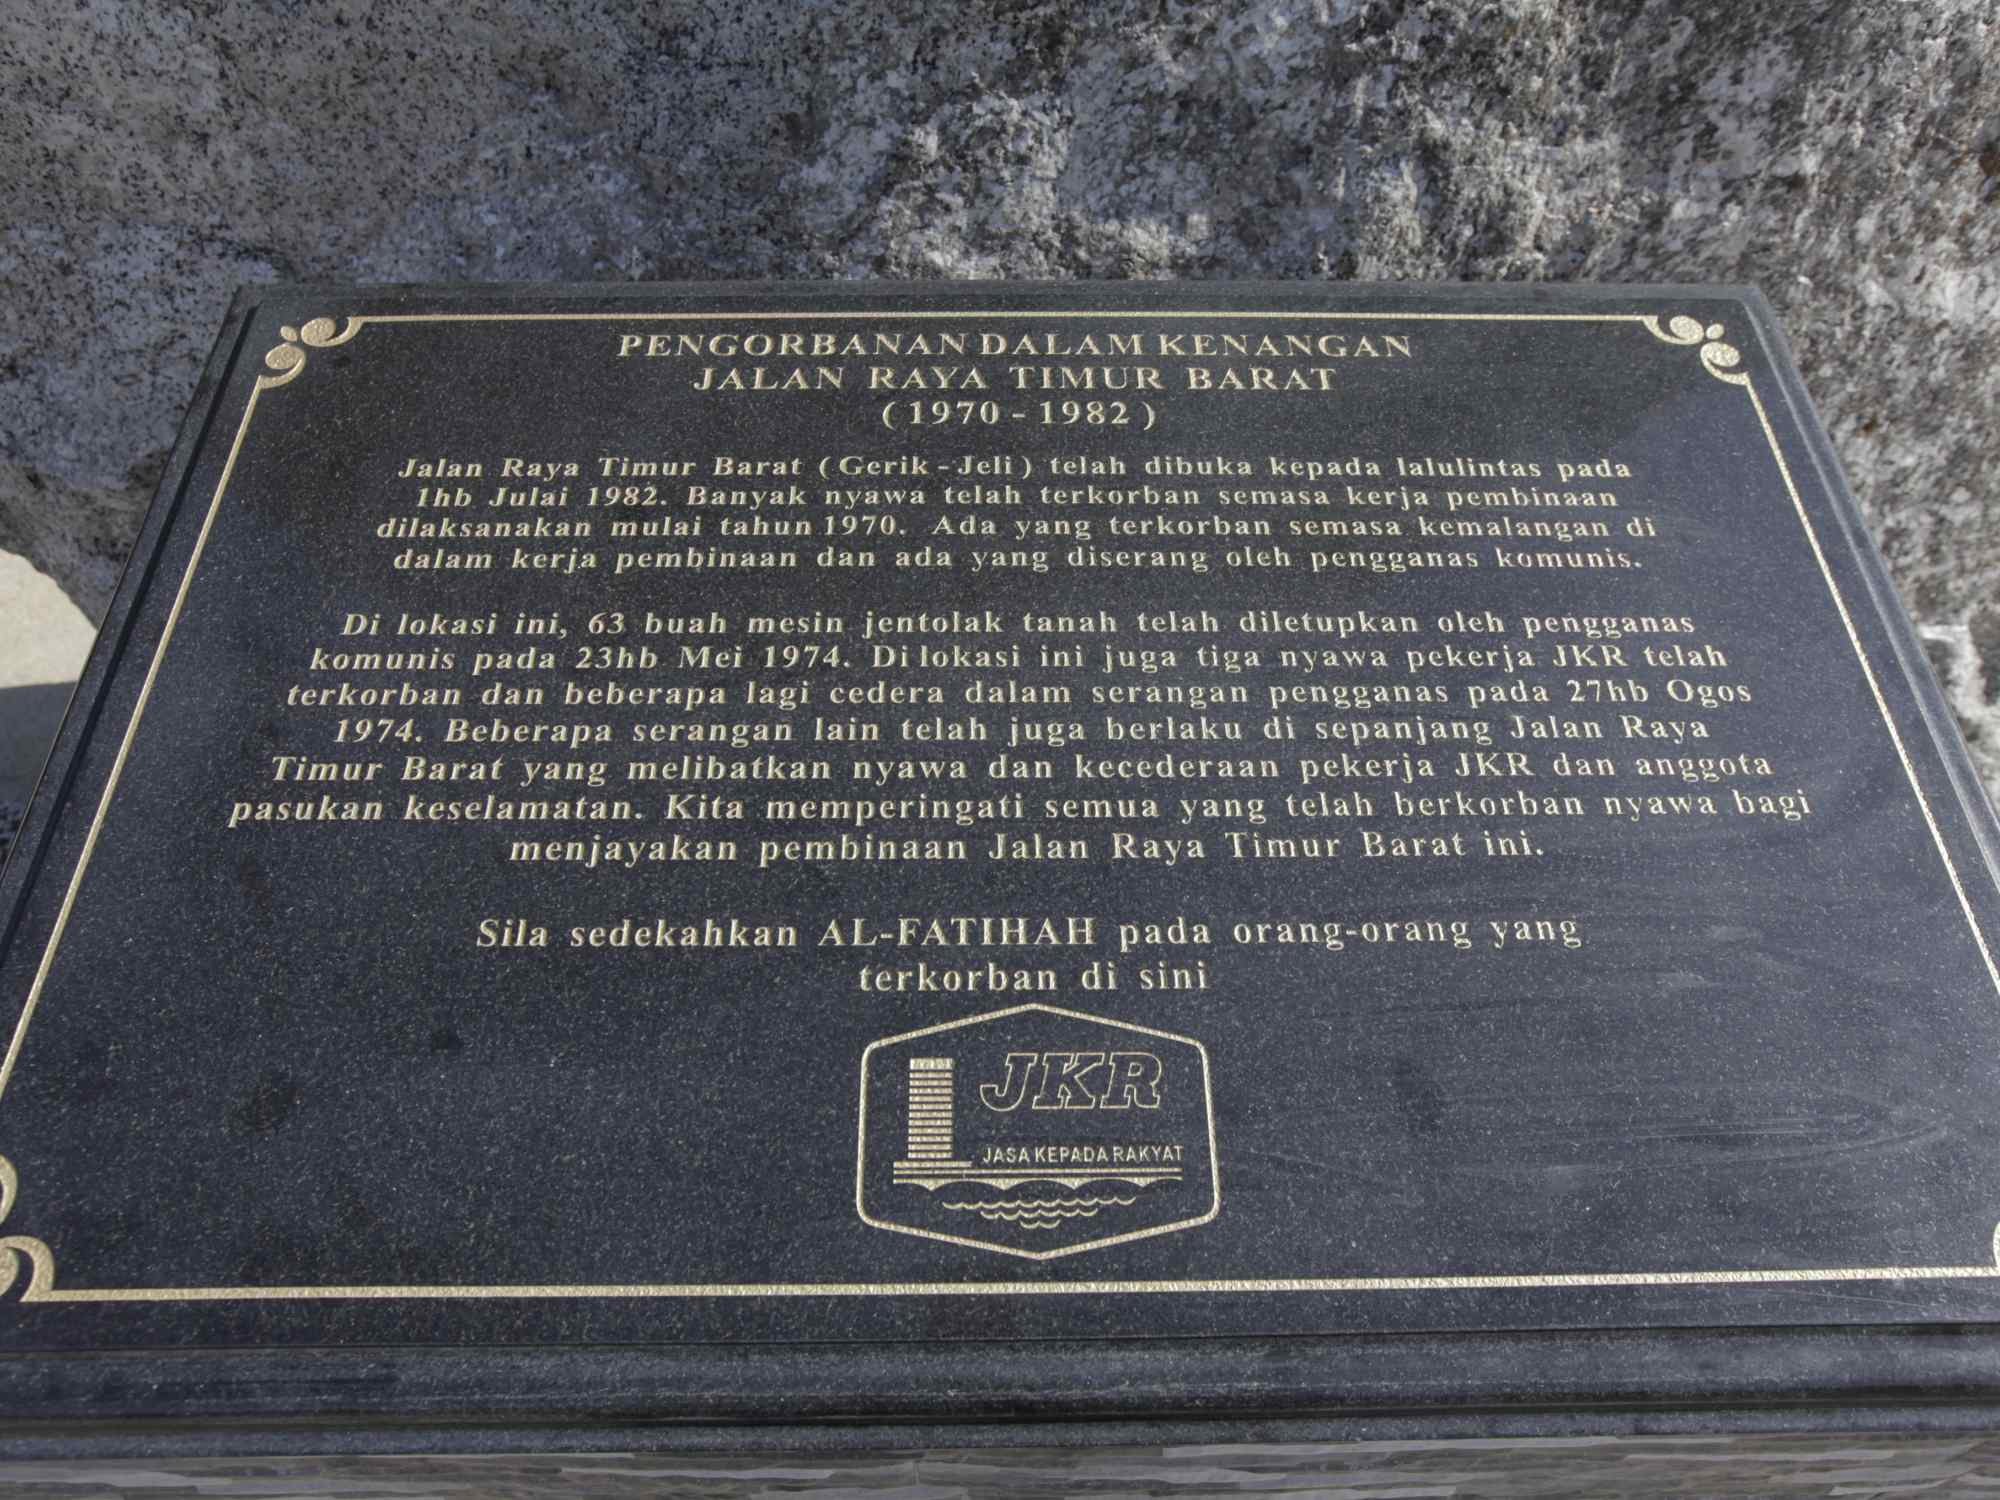 PENGORBANAN DALAM KENANGAN
JALAN RAYA TIMUR BARAT
(1970 - 1982)
Jalan Raya Timur Barat (Gerik - Jeli) telah dibuka kepada lalulintas pada
1hb Julai 1982. Banyak nyawa telah terkorban semasa kerja pembinaan
dilaksanakan mulai tahun 1970. Ada yang terkorban semasa kemalangan di
dalam kerja pembinaan dan ada yang diserang oleh pengganas komunis.
Di lokasi ini, 63 buah mesin jentolak tanah telah diletupkan oleh pengganas
komunis pada 23hb Mei 1974. Di lokasi ini juga tiga nyawa pekerja JKR telah
terkorban dan beberapa lagi cedera dalam serangan pengganas pada 27hb Ogos
1974. Beberapa serangan lain telah juga berlaku di sepanjang Jalan Raya
Timur Barat yang melibatkan nyawa dan kecederaan pekerja JKR dan anggota
pasukan keselamatan. Kita memperingati semua yang telah berkorban nyawa bagi
menjayakan pembinaan Jalan Raya Timur Barat ini.
Sila sedekahkan AL-FATIHAH pada orang-orang yang
terkorban di sini
JKR
JASA KEPADA RAKYAT